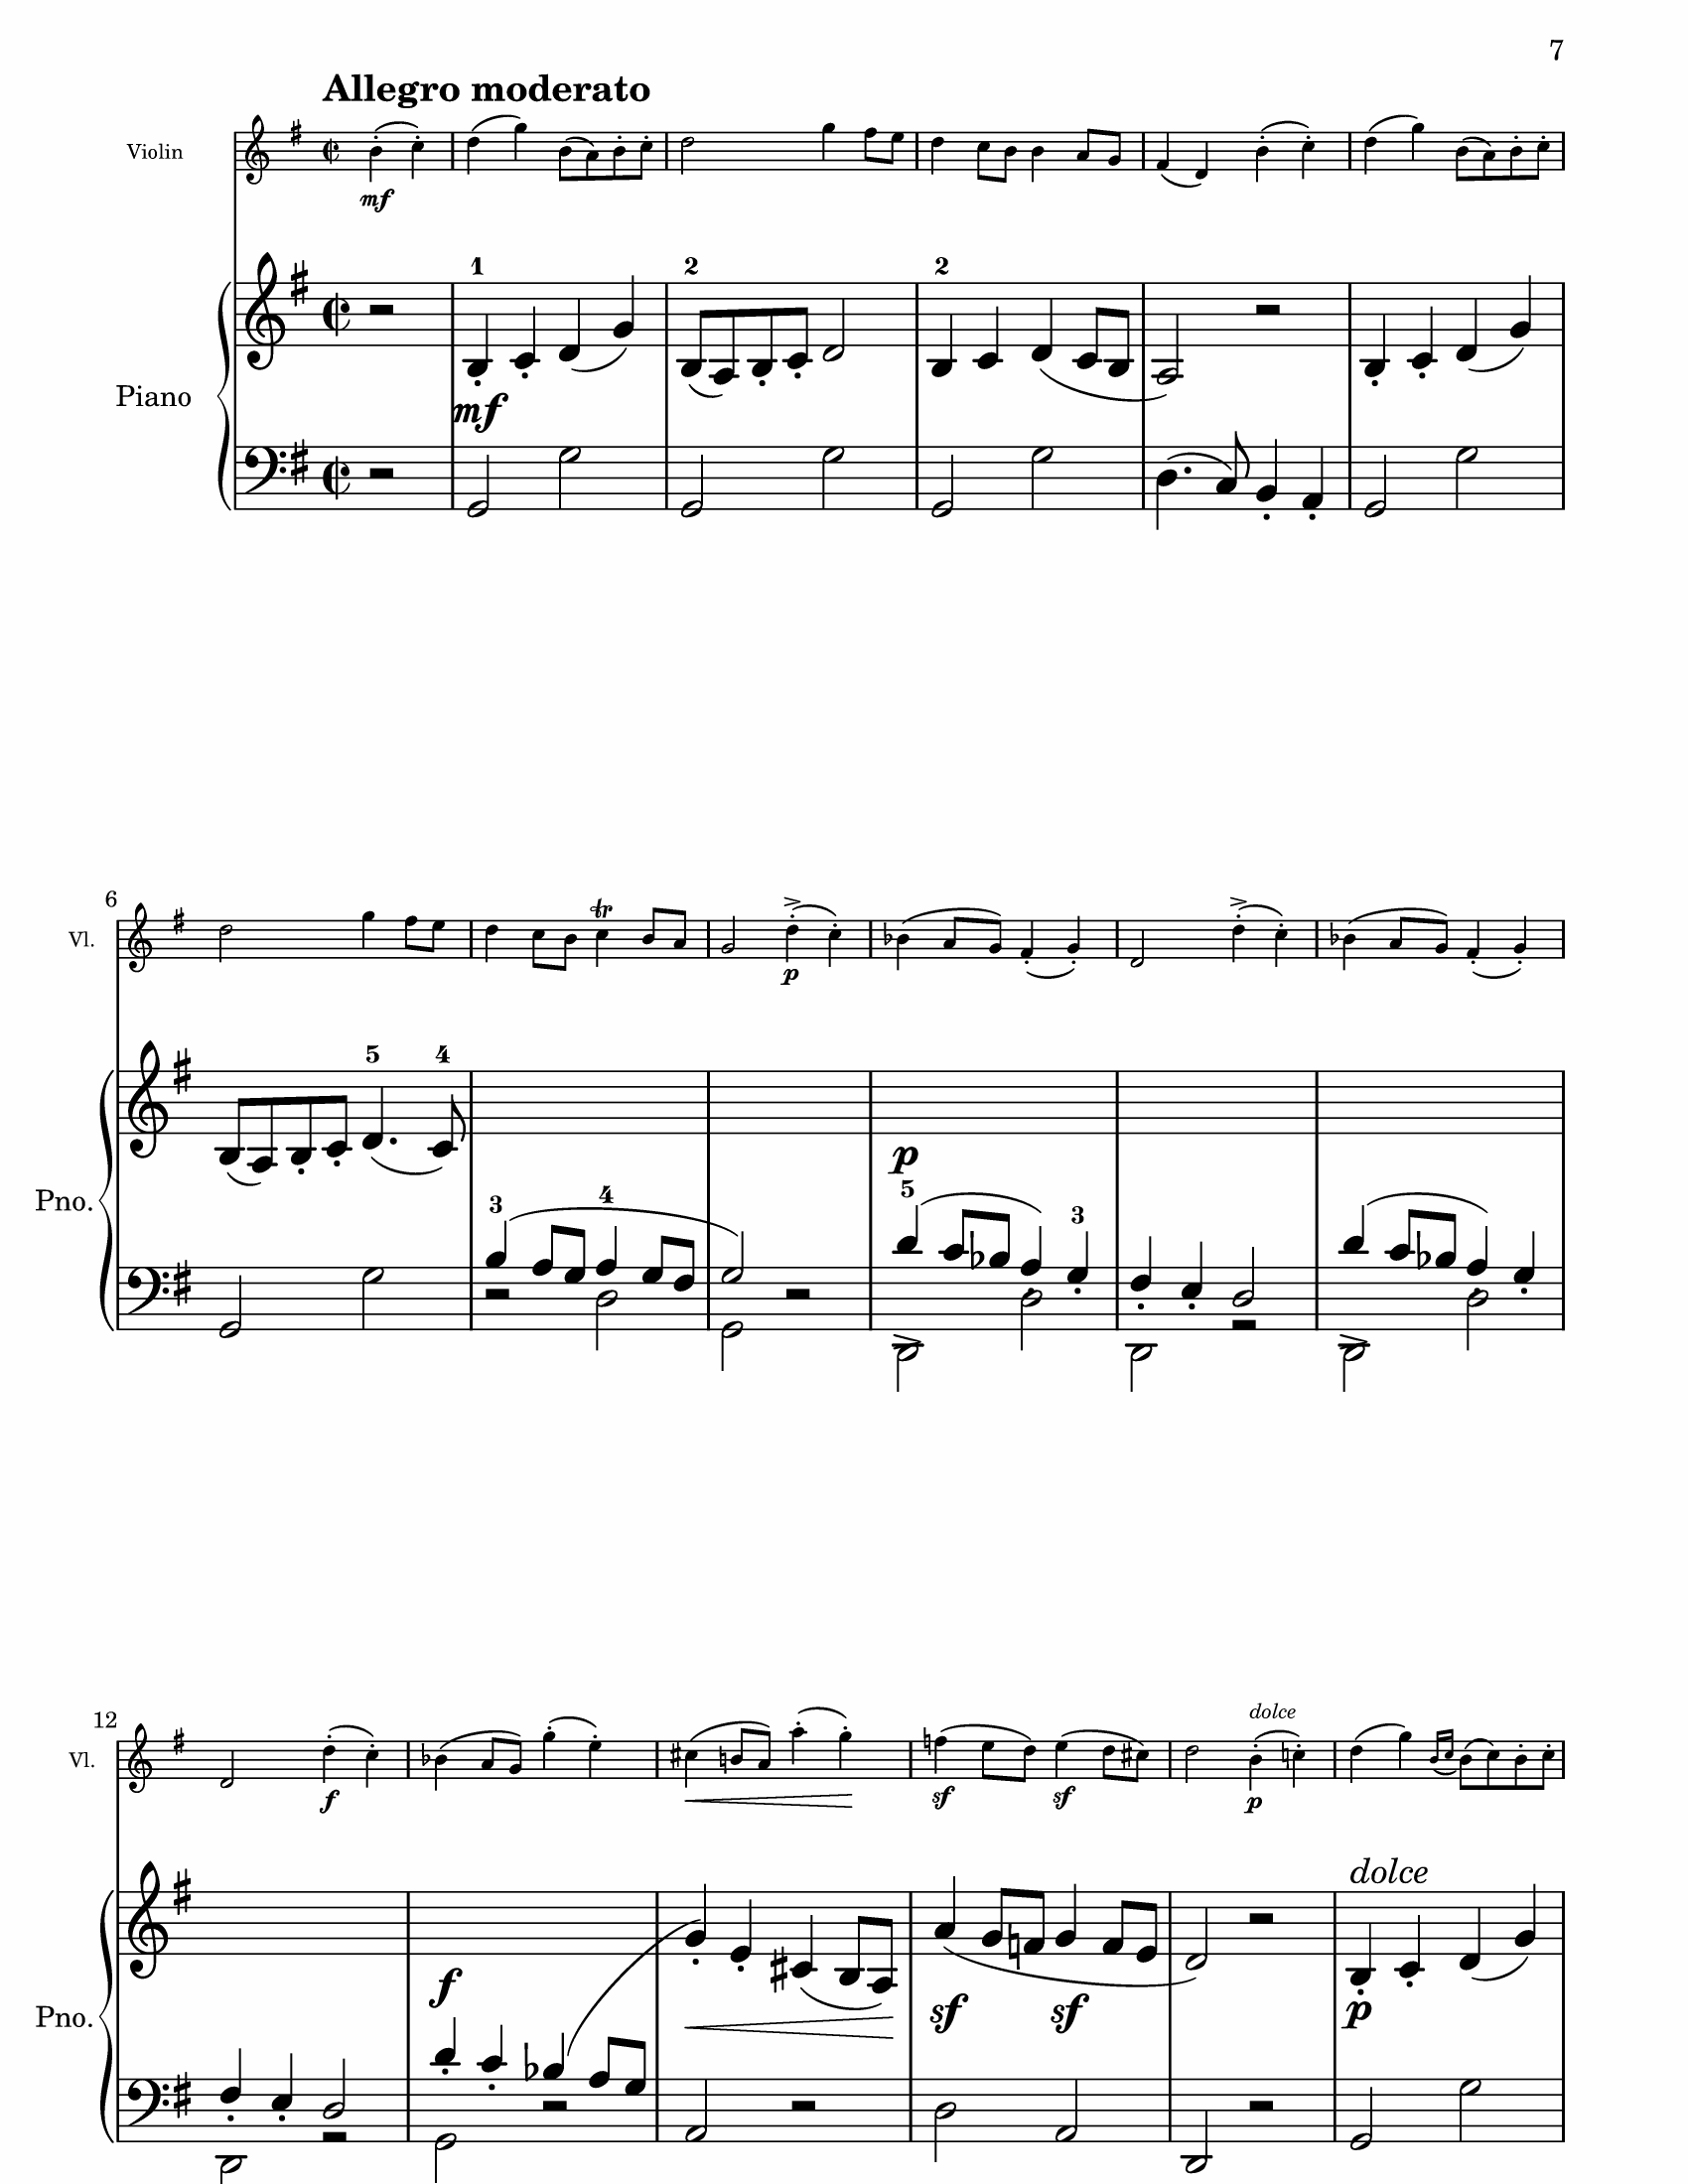 7
Allegro moderato
Violin
mf
1 2 2
Piano
mf
6
Vl.
p
5 4
p
Pno.
3 4 5 3
12
Vl.
dolce
f sf sf p
dolce
f
Pno.
sf sf p